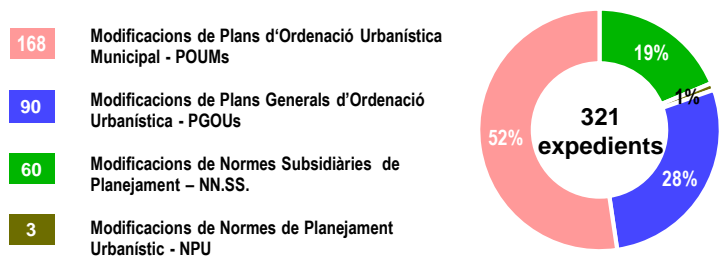 168
Modificacions de Plans d‘Ordenació Urbanística
Municipal - POUMs
90
Modificacions de Plans Generals d’Ordenació
Urbanística - PGOUs
60
Modificacions de Normes Subsidiàries de
Planejament – NN.SS.
3
Modificacions de Normes de Planejament
Urbanístic - NPU
19%
1%
321
expedients
52%
28%